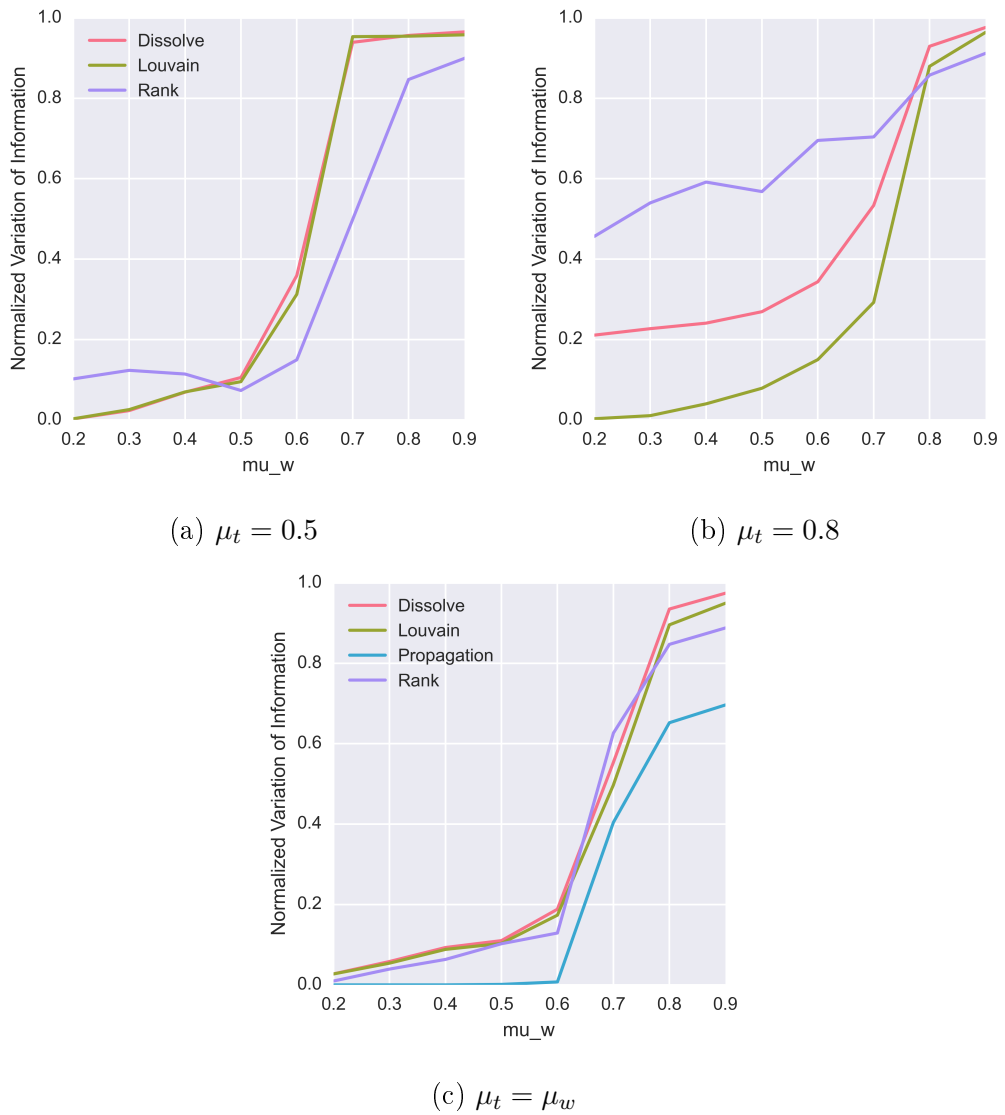 Normalized Variation of Information
1.0
0.8
0.6
0.4
0.2
0.0
Dissolve
Louvain
Rank
0.2 0.3 0.4 0.5 0.6 0.7 0.8 0.9
mu_w
(a) μt = 0.5
Normalized Variation of Information
1.0
0.8
0.6
0.4
0.2
0.0
0.2 0.3 0.4 0.5 0.6 0.7 0.8 0.9
mu_w
(b) μt = 0.8
Normalized Variation of Information
1.0
0.8
0.6
0.4
0.2
0.0
Dissolve
Louvain
Propagation
Rank
0.2 0.3 0.4 0.5 0.6 0.7 0.8 0.9
mu_w
(c) μt = μw